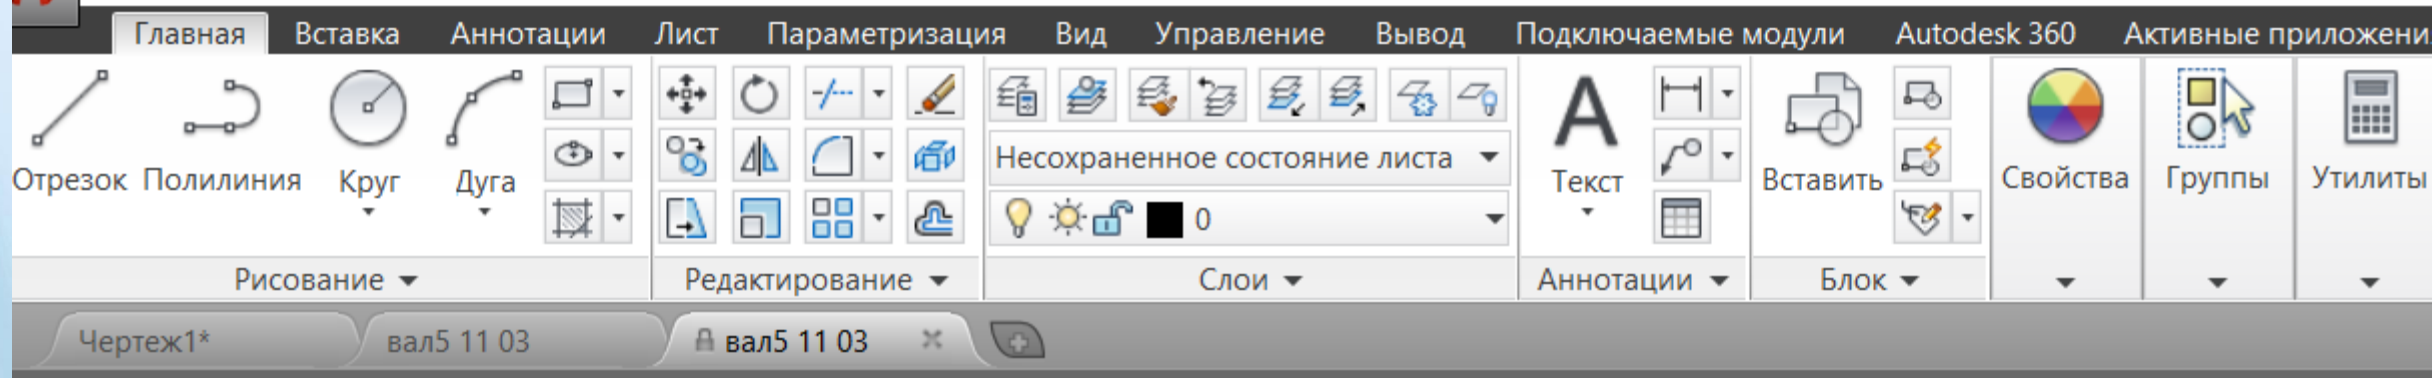 Главная Вставка Аннотации Лист Параметризация Вид Управление Вывод Подключаемые модули Autodesk 360 Активные приложени
Отрезок Полилиния Круг Дуга
Несохраненное состояние листа
0
Текст
Вставить
Свойства Группы Утилиты
Рисование Редактирование Слои Аннотации Блок
Чертеж1* вал5 11 03 вал5 11 03